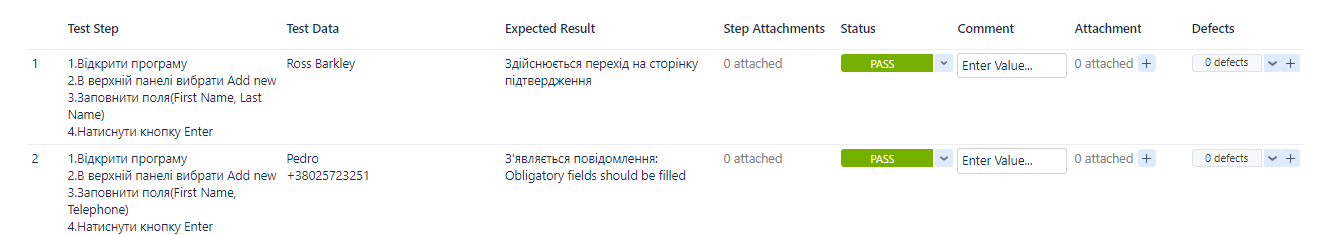 Test Step Test Data Expected Result Step Attachments Status Comment Attachment Defects
1 1.Відкрити програму Ross Barkley Здійснюється перехід на сторінку 0 attached PASS Enter Value... 0 attached + 0 defects +
2.В верхній панелі вибрати Add new підтвердження
3.Заповнити поля(First Name, Last
Name)
4.Натиснути кнопку Enter
2 1.Відкрити програму Pedro З'являється повідомлення: 0 attached PASS Enter Value... 0 attached + 0 defects +
2.В верхній панелі вибрати Add new +38025723251 Obligatory fields should be filled
3.Заповнити поля(First Name,
Telephone)
4.Натиснути кнопку Enter